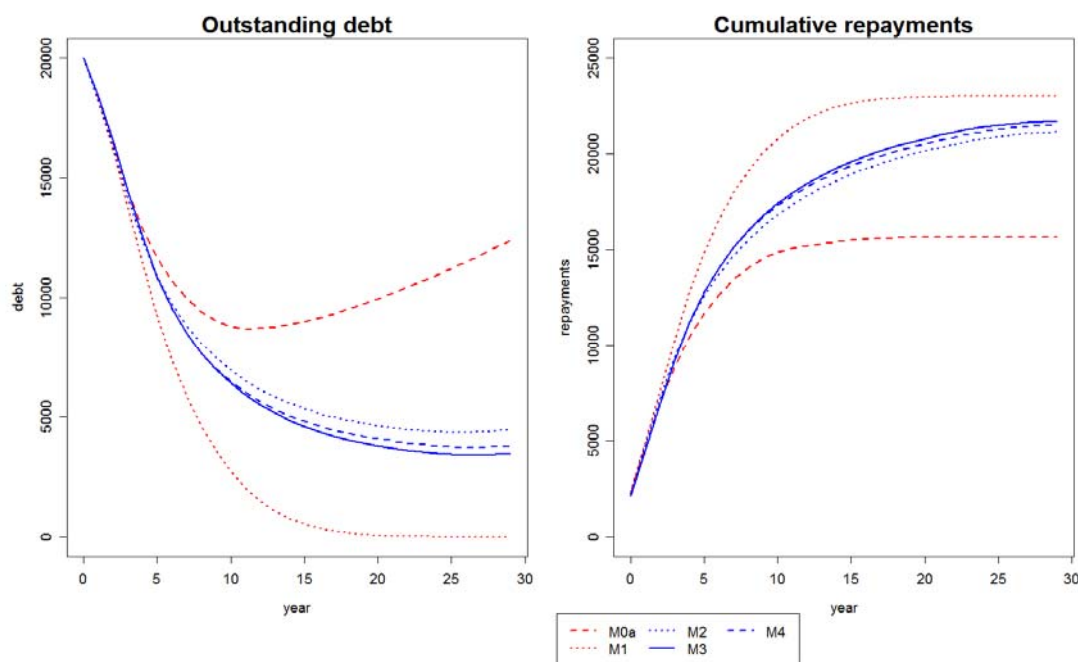 Outstanding debt
20000
15000
10000
5000
0
debt
0 5 10 15 20 25 30
year
Cumulative repayments
25000
20000
15000
10000
5000
0
repayments
0 5 10 15 20 25 30
year
M0a M2 M4
M1 M3